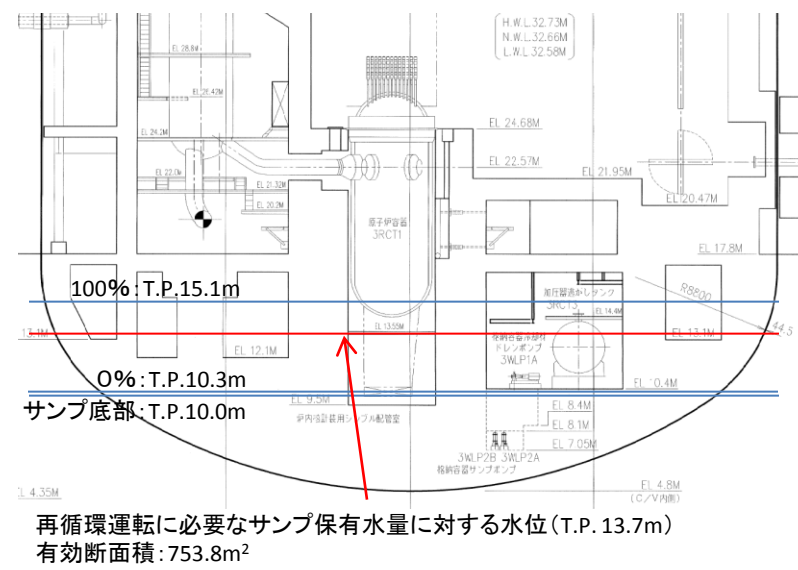 H.W.L.32.73M
N.W.L.32.66M
L.W.L.32.58M
EL 28.8M
EL 26.42M
EL 24.2M
EL 24.68M
EL 22.57M
EL 22.0M
EL 21.95M
EL 21.32M
EL 20.47M
EL 20.2M
原子炉容器
3RCT1
EL 17.8M
100%:T.P.15.1m
加圧器逃がしタンク
3RCT3
R8800
EL 14.4M
44.5
13.1M
EL 13.55M
EL 13.1M
格納容器冷却材
ドレンポンプ
3WLP1A
EL 12.1M
0%:T.P.10.3m
EL 10.4M
サンプ底部:T.P.10.0m
EL 9.5M
EL 8.4M
炉内核計装用シンブル配管室
EL 8.1M
EL 7.05M
3WLP2B 3WLP2A
格納容器サンプポンプ
EL 4.35M
EL 4.8M
(C/V内側)
再循環運転に必要なサンプ保有水量に対する水位(T.P. 13.7m)
有効断面積:753.8m²